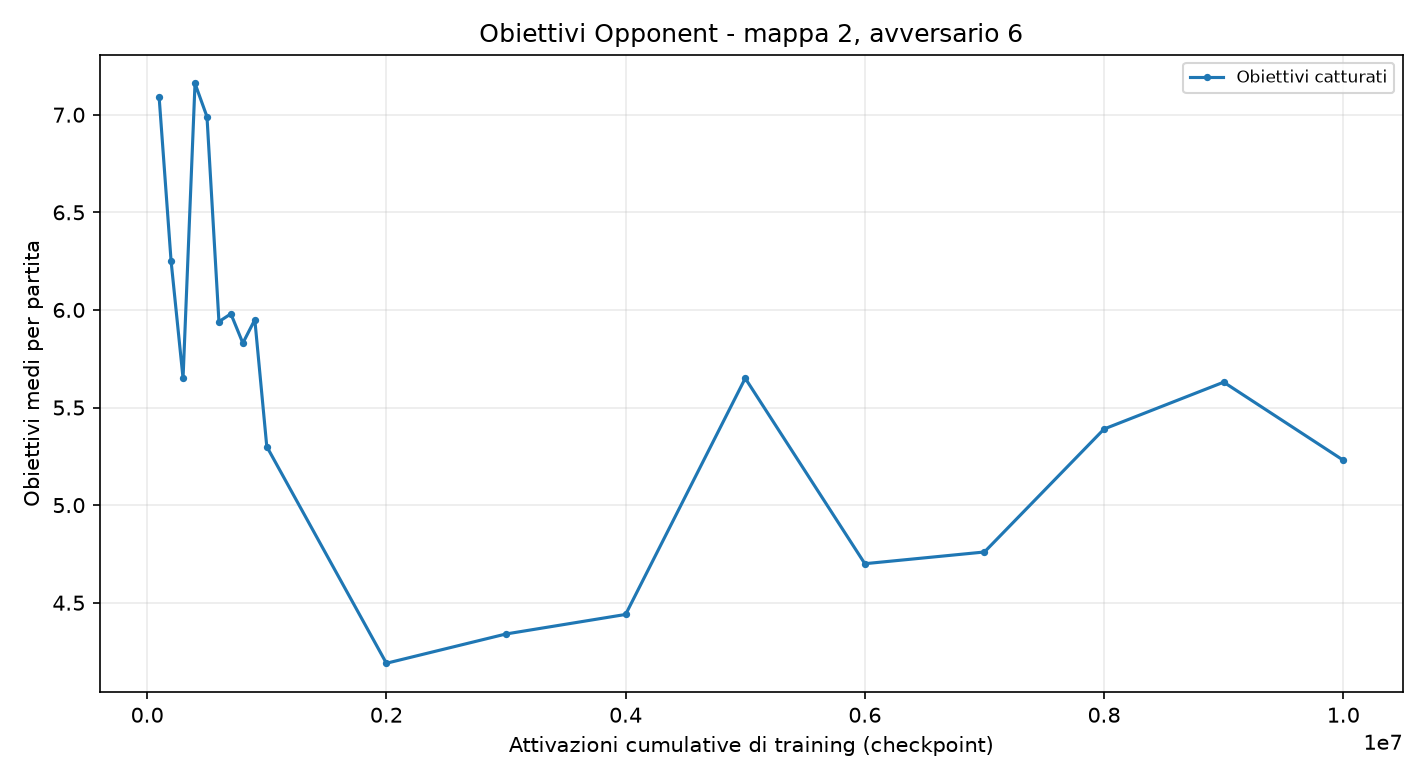 Obiettivi Opponent - mappa 2, avversario 6
Obiettivi catturati
Obiettivi medi per partita
7.0
6.5
6.0
5.5
5.0
4.5
0.0 0.2 0.4 0.6 0.8 1.0
1e7
Attivazioni cumulative di training (checkpoint)